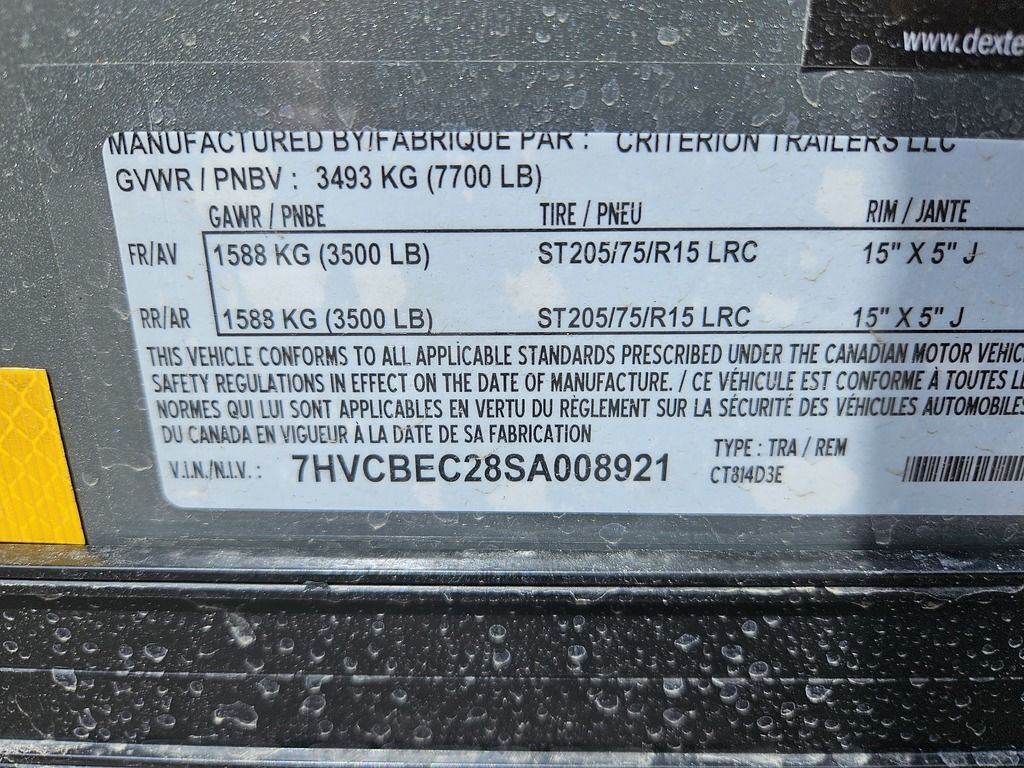 www.dexte
MANUFACTURED BY/FABRIQUE PAR : CRITERION TRAILERS LLC
GVWR / PNBV : 3493 KG (7700 LB)
GAWR / PNBE TIRE / PNEU RIM / JANTE
FR/AV 1588 KG (3500 LB) ST205/75/R15 LRC 15" X 5" J
RR/AR 1588 KG (3500 LB) ST205/75/R15 LRC 15" X 5" J
THIS VEHICLE CONFORMS TO ALL APPLICABLE STANDARDS PRESCRIBED UNDER THE CANADIAN MOTOR VEHIC
SAFETY REGULATIONS IN EFFECT ON THE DATE OF MANUFACTURE. / CE VÉHICULE EST CONFORME À TOUTES LE
NORMES QUI LUI SONT APPLICABLES EN VERTU DU RÈGLEMENT SUR LA SÉCURITÉ DES VÉHICULES AUTOMOBILES
DU CANADA EN VIGUEUR À LA DATE DE SA FABRICATION
TYPE : TRA / REM
V.I.N./N.I.V. : 7HVCBEC28SA008921 CT814D3E